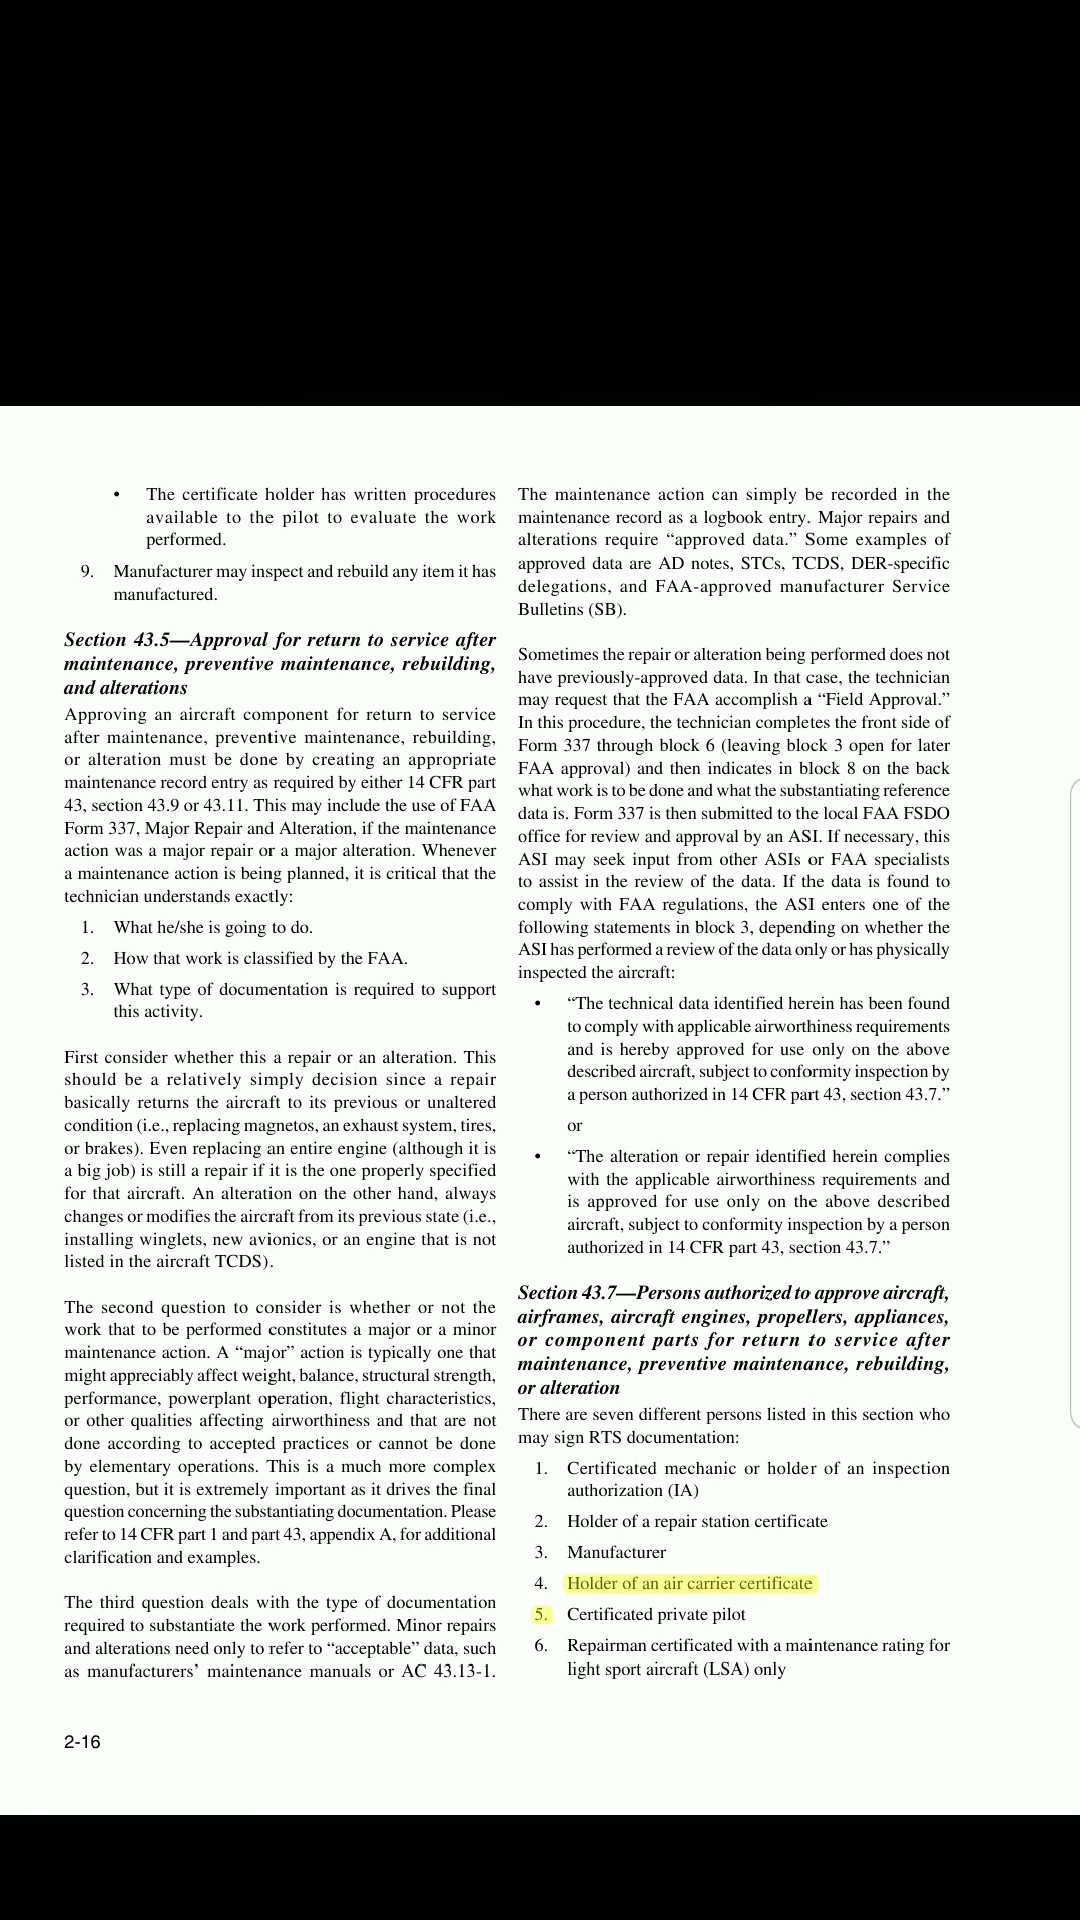 • The certificate holder has written procedures
available to the pilot to evaluate the work
performed.
9. Manufacturer may inspect and rebuild any item it has
manufactured.
Section 43.5—Approval for return to service after
maintenance, preventive maintenance, rebuilding,
and alterations
Approving an aircraft component for return to service
after maintenance, preventive maintenance, rebuilding,
or alteration must be done by creating an appropriate
maintenance record entry as required by either 14 CFR part
43, section 43.9 or 43.11. This may include the use of FAA
Form 337, Major Repair and Alteration, if the maintenance
action was a major repair or a major alteration. Whenever
a maintenance action is being planned, it is critical that the
technician understands exactly:
1. What he/she is going to do.
2. How that work is classified by the FAA.
3. What type of documentation is required to support
this activity.
First consider whether this a repair or an alteration. This
should be a relatively simply decision since a repair
basically returns the aircraft to its previous or unaltered
condition (i.e., replacing magnetos, an exhaust system, tires,
or brakes). Even replacing an entire engine (although it is
a big job) is still a repair if it is the one properly specified
for that aircraft. An alteration on the other hand, always
changes or modifies the aircraft from its previous state (i.e.,
installing winglets, new avionics, or an engine that is not
listed in the aircraft TCDS).
The second question to consider is whether or not the
work that to be performed constitutes a major or a minor
maintenance action. A “major” action is typically one that
might appreciably affect weight, balance, structural strength,
performance, powerplant operation, flight characteristics,
or other qualities affecting airworthiness and that are not
done according to accepted practices or cannot be done
by elementary operations. This is a much more complex
question, but it is extremely important as it drives the final
question concerning the substantiating documentation. Please
refer to 14 CFR part 1 and part 43, appendix A, for additional
clarification and examples.
The third question deals with the type of documentation
required to substantiate the work performed. Minor repairs
and alterations need only to refer to “acceptable” data, such
as manufacturers’ maintenance manuals or AC 43.13-1.
The maintenance action can simply be recorded in the
maintenance record as a logbook entry. Major repairs and
alterations require “approved data.” Some examples of
approved data are AD notes, STCs, TCDS, DER-specific
delegations, and FAA-approved manufacturer Service
Bulletins (SB).
Sometimes the repair or alteration being performed does not
have previously-approved data. In that case, the technician
may request that the FAA accomplish a “Field Approval.”
In this procedure, the technician completes the front side of
Form 337 through block 6 (leaving block 3 open for later
FAA approval) and then indicates in block 8 on the back
what work is to be done and what the substantiating reference
data is. Form 337 is then submitted to the local FAA FSDO
office for review and approval by an ASI. If necessary, this
ASI may seek input from other ASIs or FAA specialists
to assist in the review of the data. If the data is found to
comply with FAA regulations, the ASI enters one of the
following statements in block 3, depending on whether the
ASI has performed a review of the data only or has physically
inspected the aircraft:
• “The technical data identified herein has been found
to comply with applicable airworthiness requirements
and is hereby approved for use only on the above
described aircraft, subject to conformity inspection by
a person authorized in 14 CFR part 43, section 43.7.”
or
• “The alteration or repair identified herein complies
with the applicable airworthiness requirements and
is approved for use only on the above described
aircraft, subject to conformity inspection by a person
authorized in 14 CFR part 43, section 43.7.”
Section 43.7—Persons authorized to approve aircraft,
airframes, aircraft engines, propellers, appliances,
or component parts for return to service after
maintenance, preventive maintenance, rebuilding,
or alteration
There are seven different persons listed in this section who
may sign RTS documentation:
1. Certificated mechanic or holder of an inspection
authorization (IA)
2. Holder of a repair station certificate
3. Manufacturer
4. Holder of an air carrier certificate
5. Certificated private pilot
6. Repairman certificated with a maintenance rating for
light sport aircraft (LSA) only
2-16